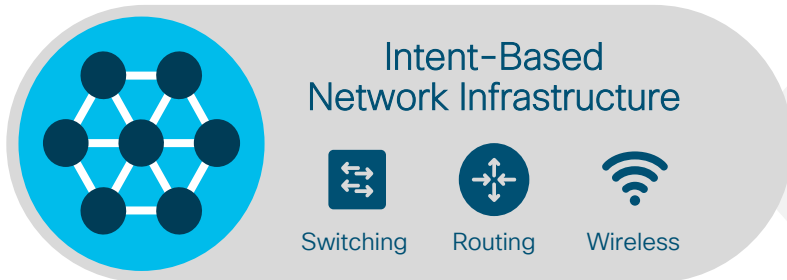 Intent-Based
Network Infrastructure
Switching Routing Wireless